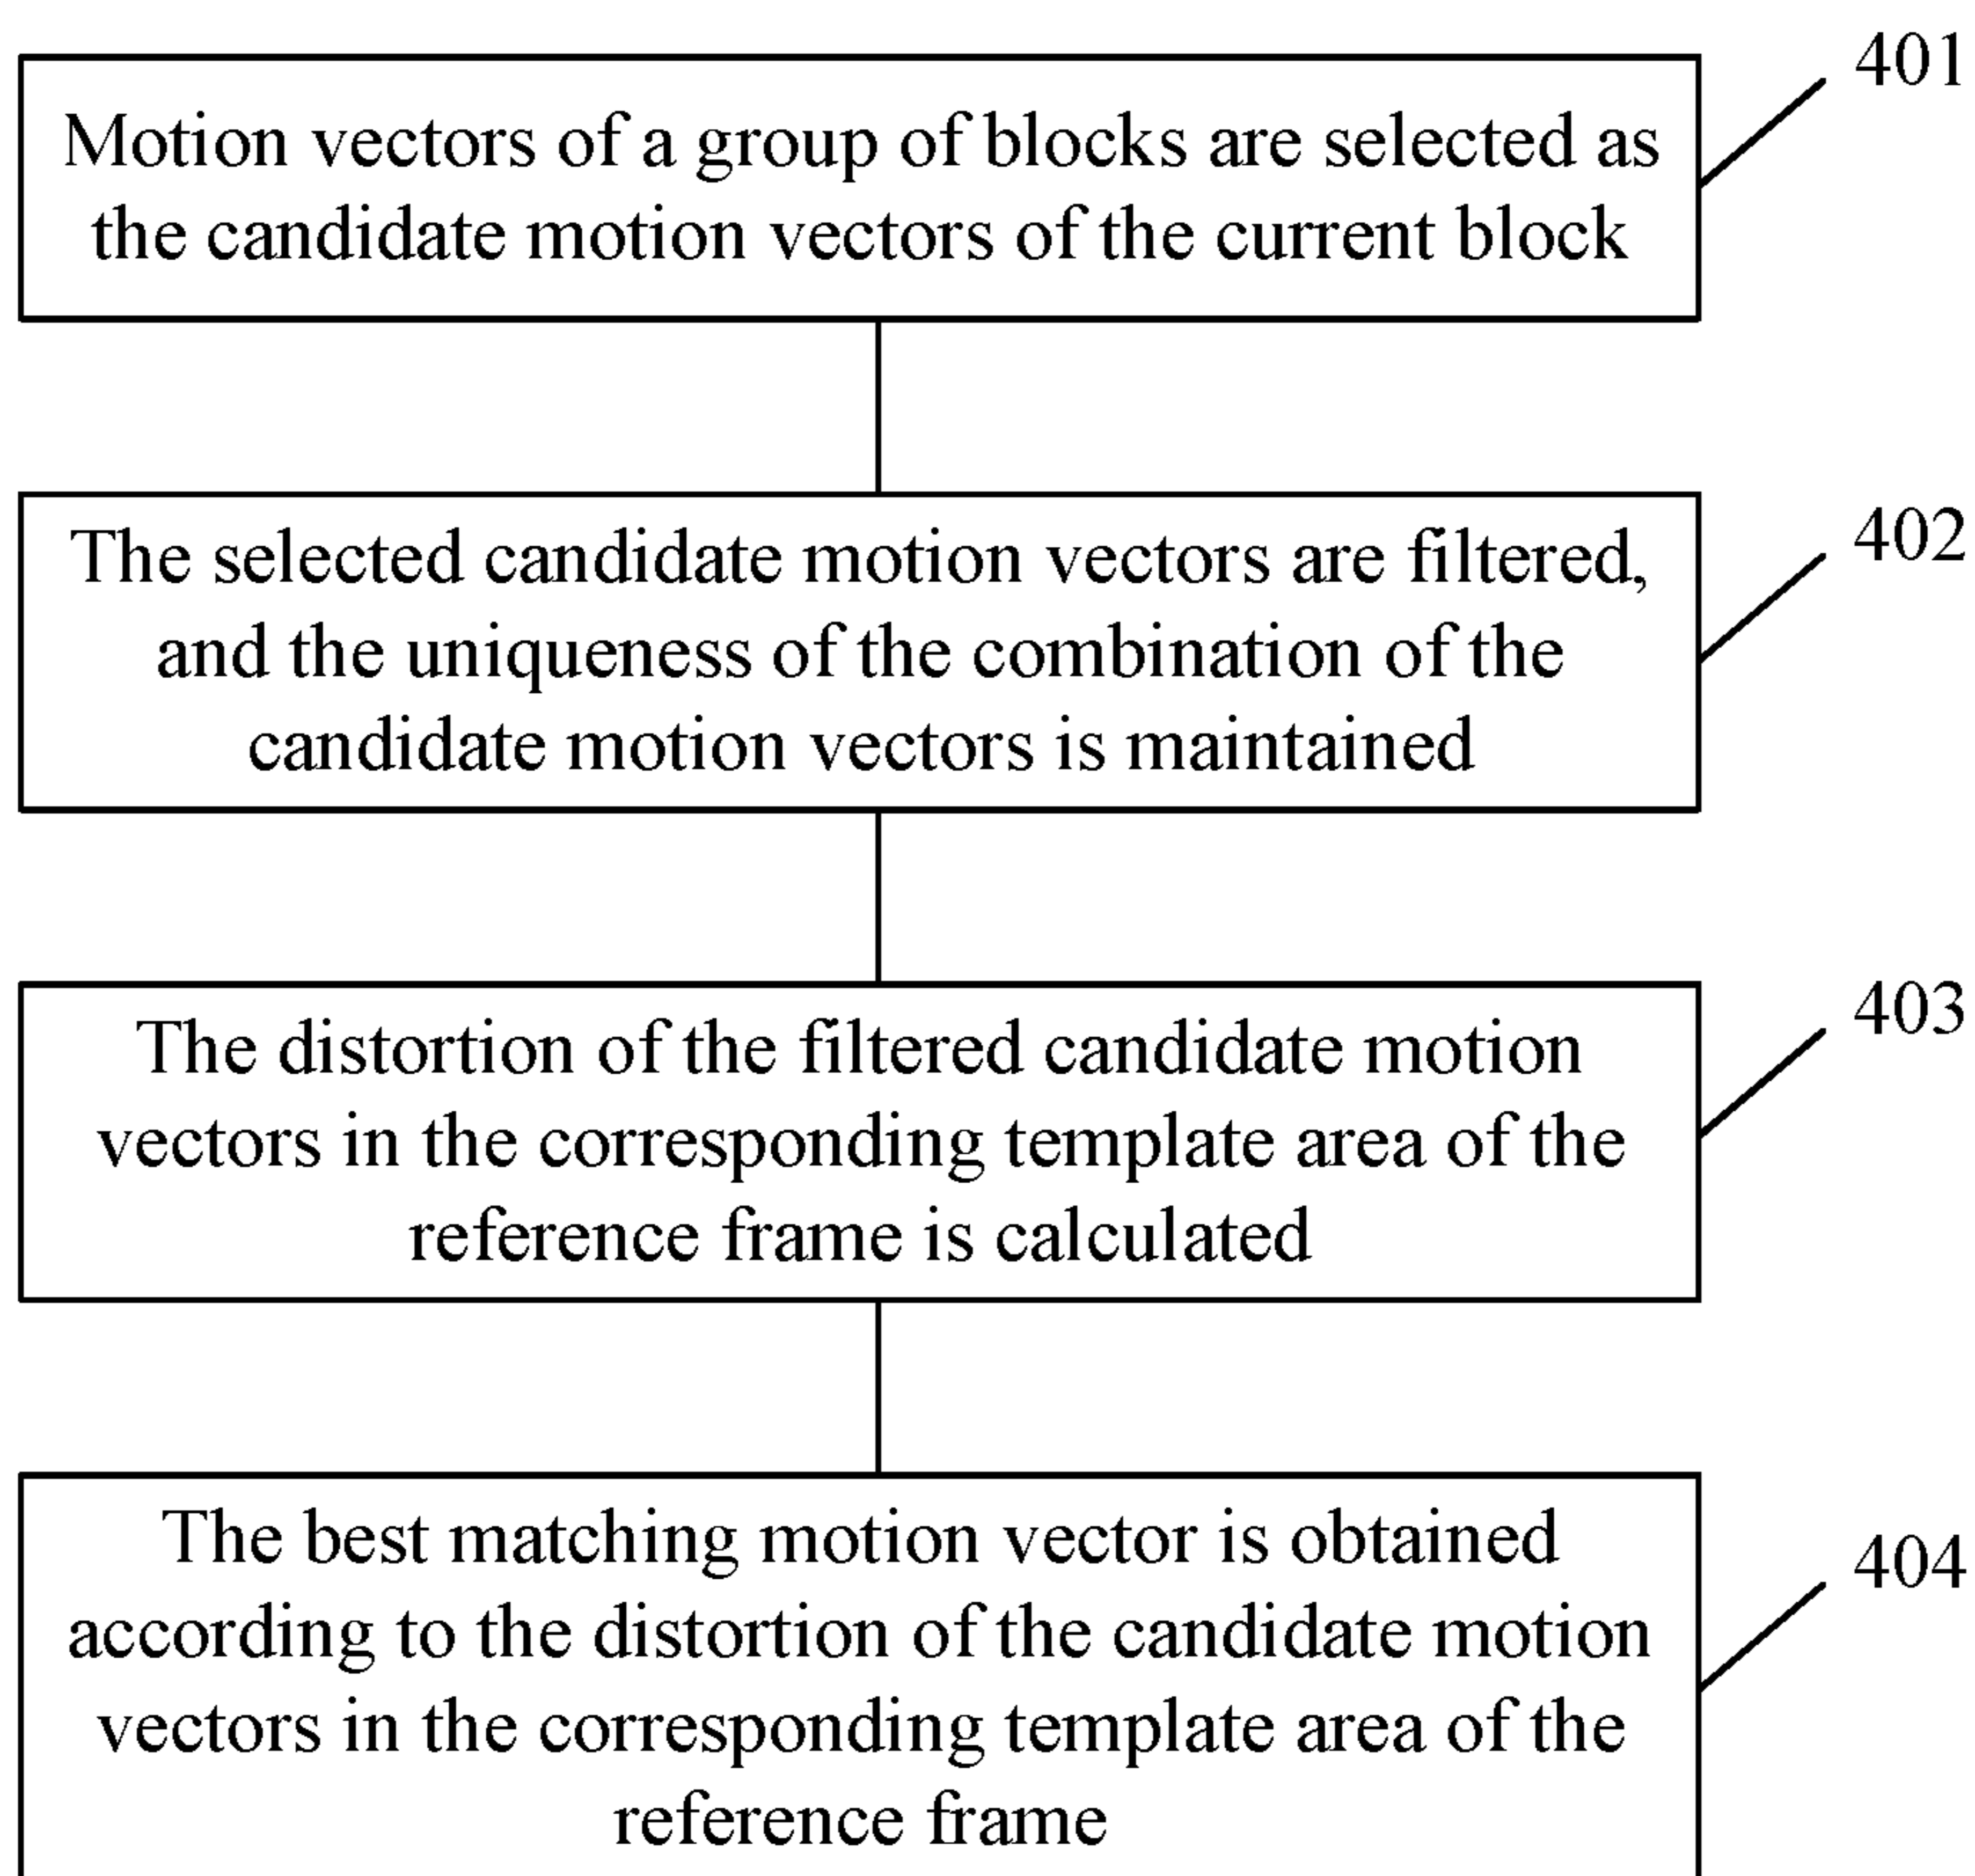 401
Motion vectors of a group of blocks are selected as
the candidate motion vectors of the current block
402
The selected candidate motion vectors are filtered,
and the uniqueness of the combination of the
candidate motion vectors is maintained
403
The distortion of the filtered candidate motion
vectors in the corresponding template area of the
reference frame is calculated
404
The best matching motion vector is obtained
according to the distortion of the candidate motion
vectors in the corresponding template area of the
reference frame